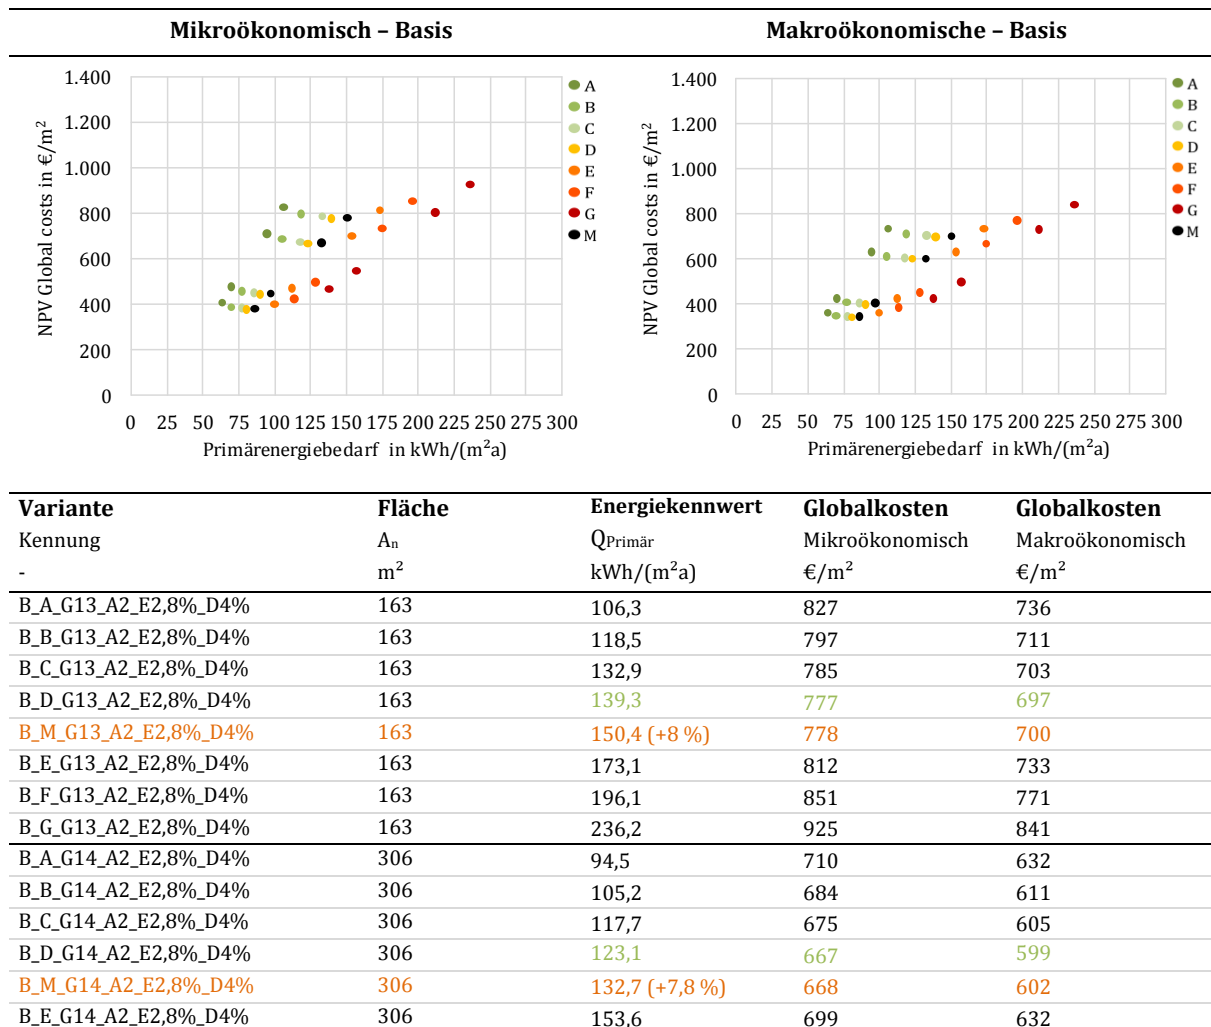 Mikroökonomisch – Basis
Makroökonomische – Basis
NPV Global costs in €/m²
1.400
1.200
1.000
800
600
400
200
0
0 25 50 75 100 125 150 175 200 225 250 275 300
Primärenergiebedarf in kWh/(m²a)
A
B
C
D
E
F
G
M
NPV Global costs in €/m²
1.400
1.200
1.000
800
600
400
200
0
0 25 50 75 100 125 150 175 200 225 250 275 300
Primärenergiebedarf in kWh/(m²a)
A
B
C
D
E
F
G
M
Variante Fläche Energiekennwert Globalkosten Globalkosten
Kennung Aₙ QPrimär Mikroökonomisch Makroökonomisch
- m² kWh/(m²a) €/m² €/m²
B_A_G13_A2_E2,8%_D4% 163 106,3 827 736
B_B_G13_A2_E2,8%_D4% 163 118,5 797 711
B_C_G13_A2_E2,8%_D4% 163 132,9 785 703
B_D_G13_A2_E2,8%_D4% 163 139,3 777 697
B_M_G13_A2_E2,8%_D4% 163 150,4 (+8 %) 778 700
B_E_G13_A2_E2,8%_D4% 163 173,1 812 733
B_F_G13_A2_E2,8%_D4% 163 196,1 851 771
B_G_G13_A2_E2,8%_D4% 163 236,2 925 841
B_A_G14_A2_E2,8%_D4% 306 94,5 710 632
B_B_G14_A2_E2,8%_D4% 306 105,2 684 611
B_C_G14_A2_E2,8%_D4% 306 117,7 675 605
B_D_G14_A2_E2,8%_D4% 306 123,1 667 599
B_M_G14_A2_E2,8%_D4% 306 132,7 (+7,8 %) 668 602
B_E_G14_A2_E2,8%_D4% 306 153,6 699 632